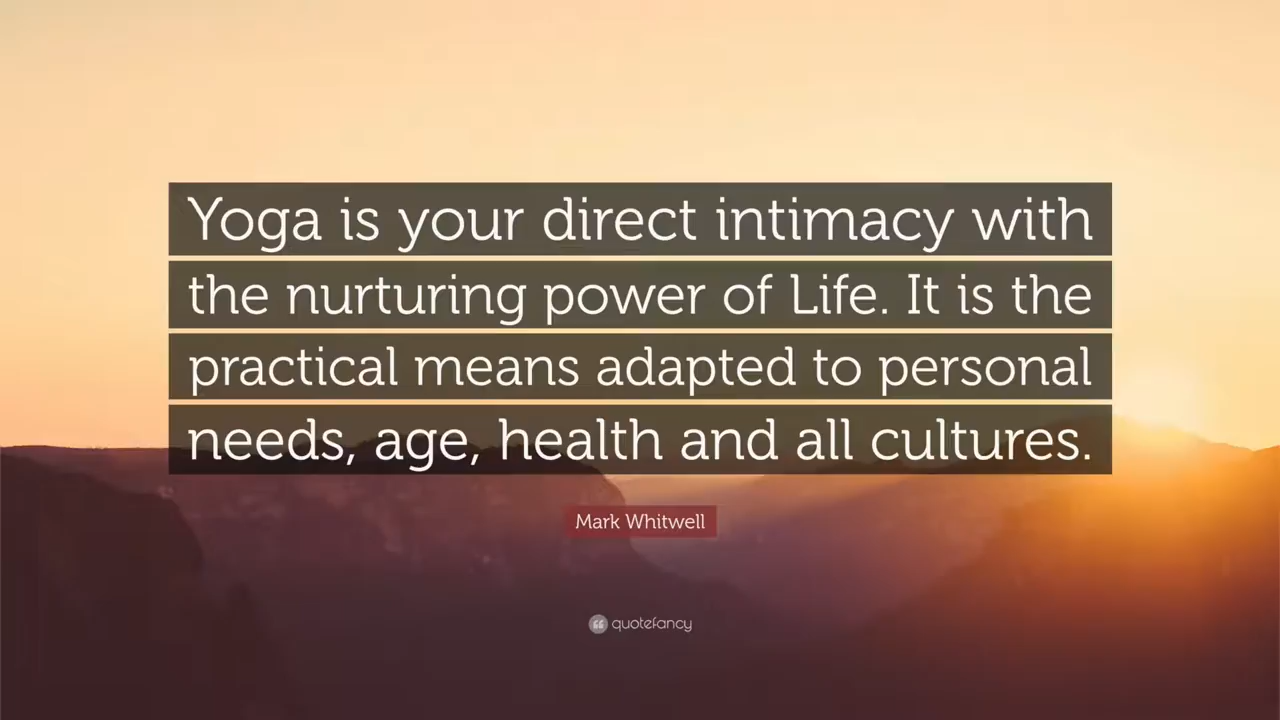 Yoga is your direct intimacy with
the nurturing power of Life. It is the
practical means adapted to personal
needs, age, health and all cultures.
Mark Whitwell
quotefancy